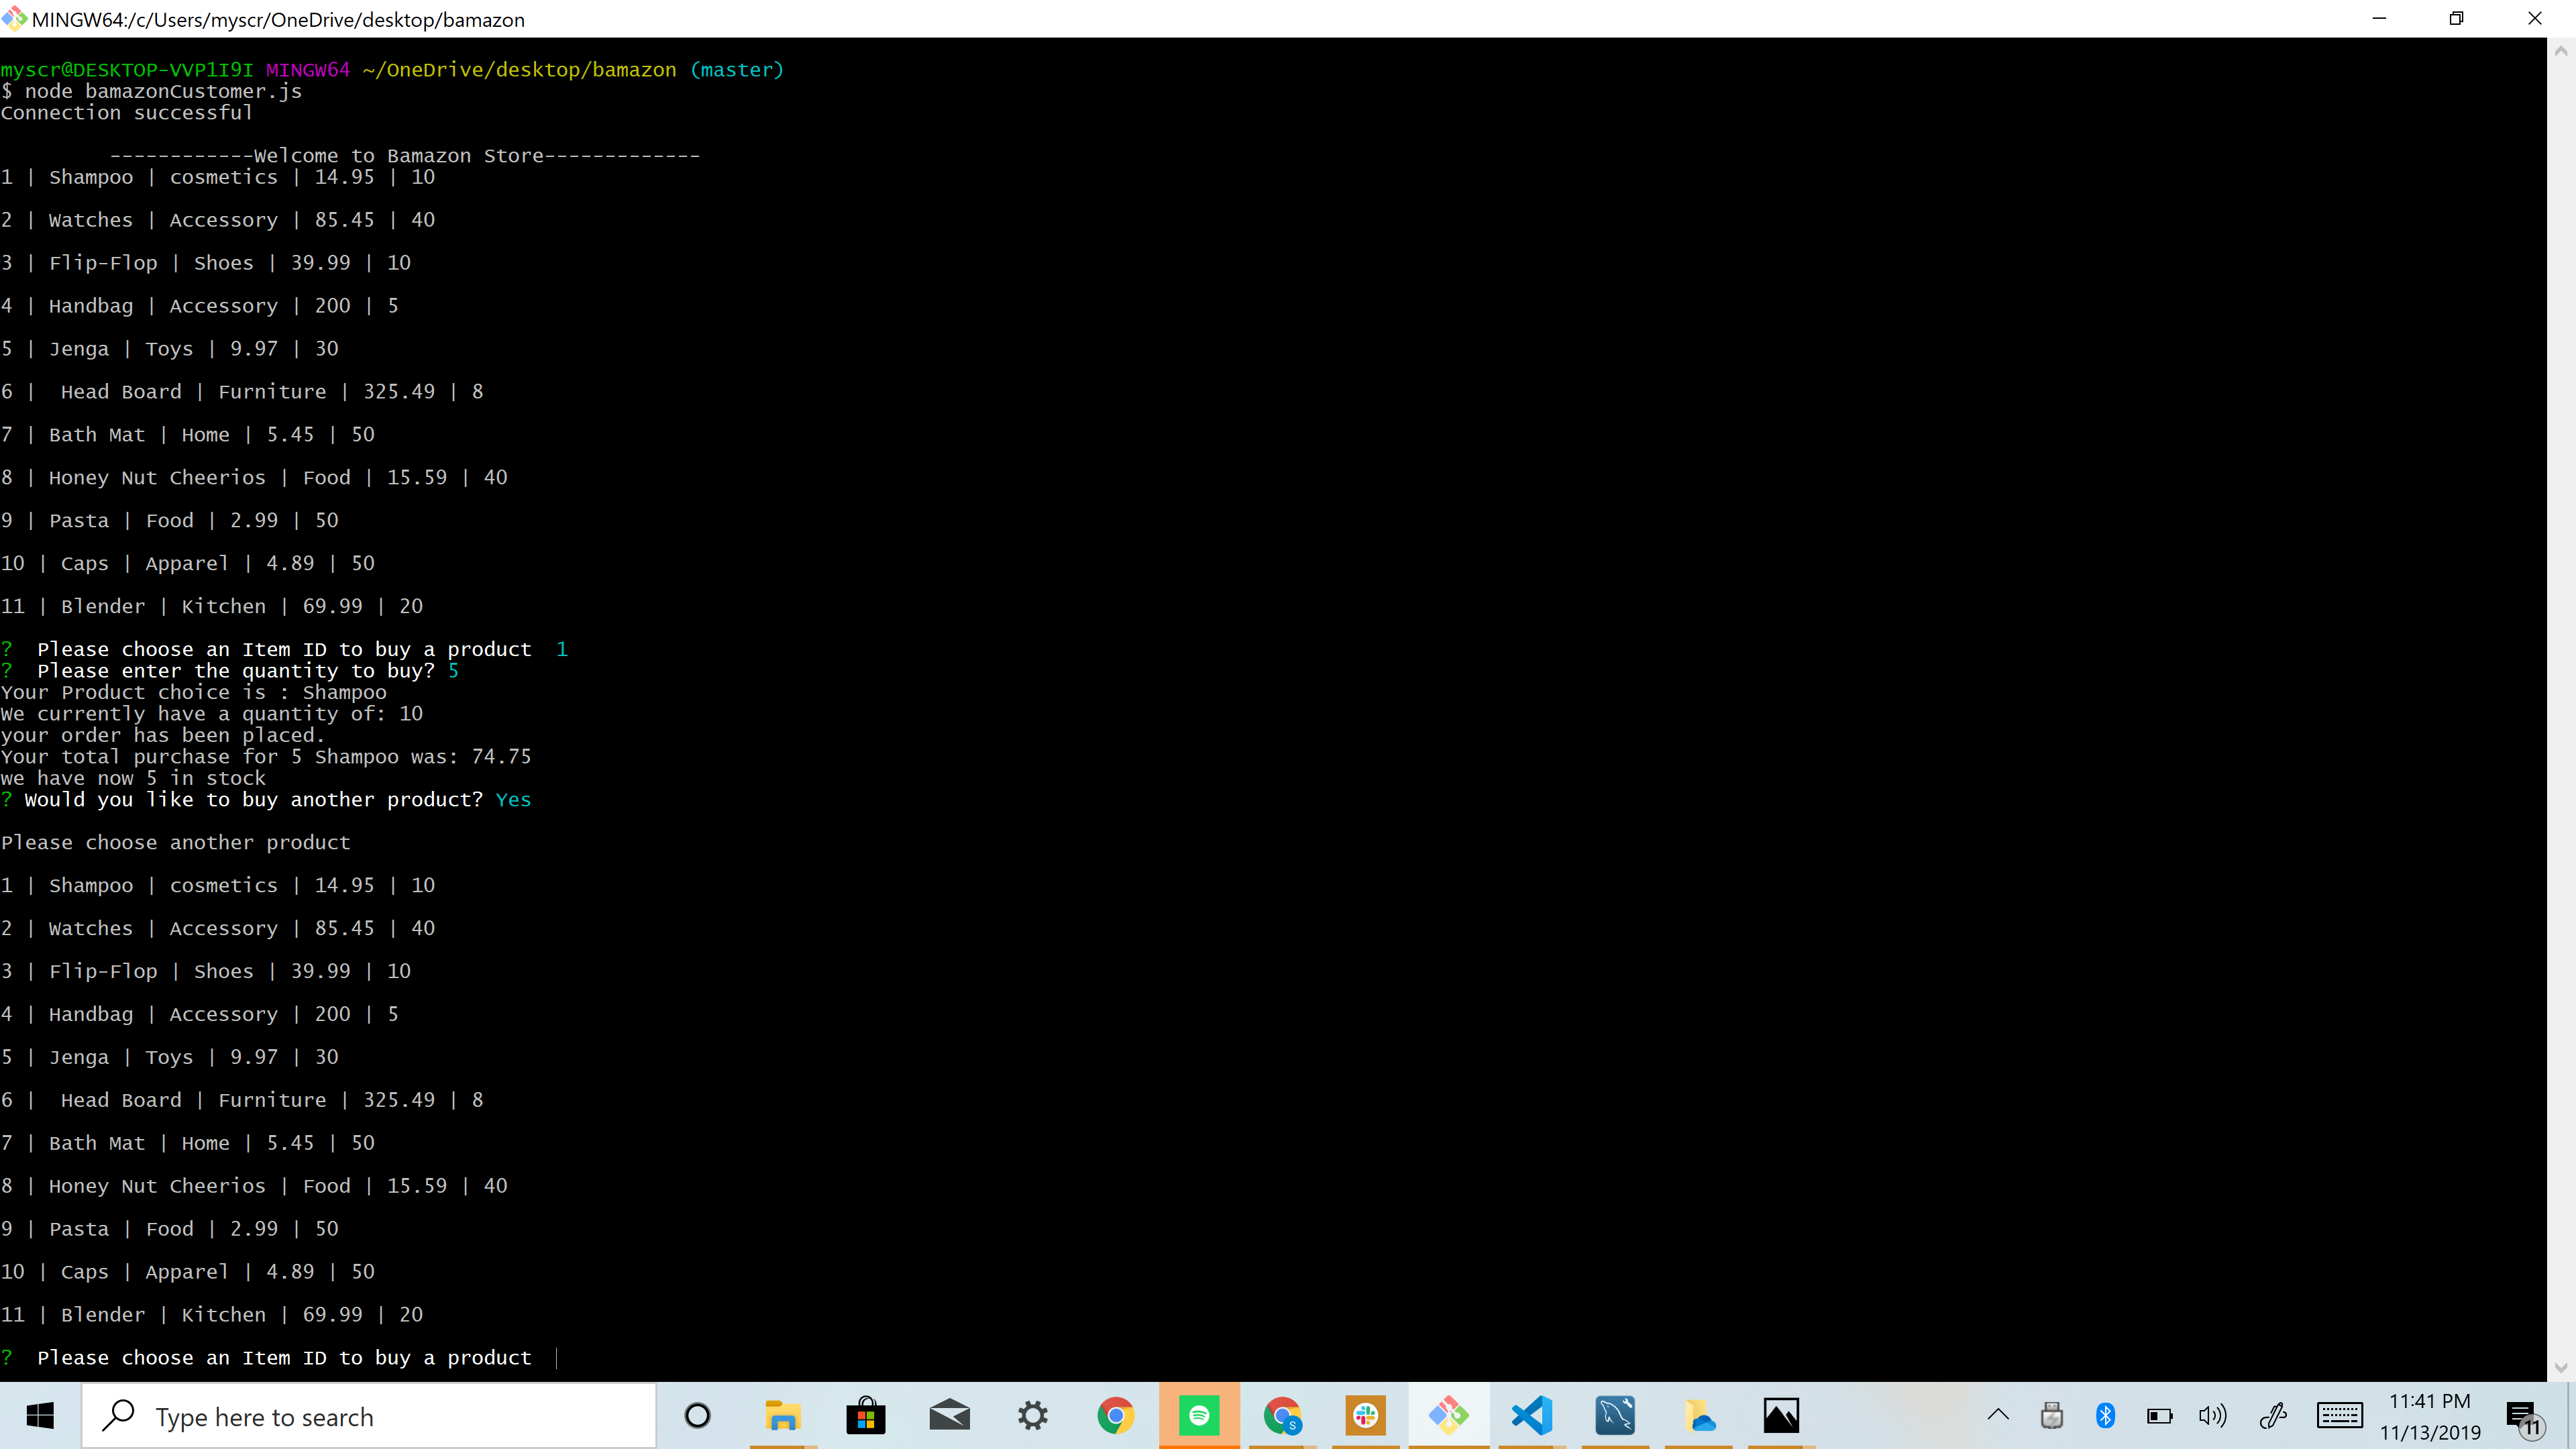 MINGW64:/c/Users/myscr/OneDrive/desktop/bamazon
myscr@DESKTOP-VVP1I9I MINGW64 ~/OneDrive/desktop/bamazon (master)
$ node bamazonCustomer.js
Connection successful
------------Welcome to Bamazon Store-------------
1 | Shampoo | cosmetics | 14.95 | 10
2 | Watches | Accessory | 85.45 | 40
3 | Flip-Flop | Shoes | 39.99 | 10
4 | Handbag | Accessory | 200 | 5
5 | Jenga | Toys | 9.97 | 30
6 |  Head Board | Furniture | 325.49 | 8
7 | Bath Mat | Home | 5.45 | 50
8 | Honey Nut Cheerios | Food | 15.59 | 40
9 | Pasta | Food | 2.99 | 50
10 | Caps | Apparel | 4.89 | 50
11 | Blender | Kitchen | 69.99 | 20
?  Please choose an Item ID to buy a product  1
?  Please enter the quantity to buy? 5
Your Product choice is : Shampoo
We currently have a quantity of: 10
your order has been placed.
Your total purchase for 5 Shampoo was: 74.75
we have now 5 in stock
? Would you like to buy another product? Yes
Please choose another product
1 | Shampoo | cosmetics | 14.95 | 10
2 | Watches | Accessory | 85.45 | 40
3 | Flip-Flop | Shoes | 39.99 | 10
4 | Handbag | Accessory | 200 | 5
5 | Jenga | Toys | 9.97 | 30
6 |  Head Board | Furniture | 325.49 | 8
7 | Bath Mat | Home | 5.45 | 50
8 | Honey Nut Cheerios | Food | 15.59 | 40
9 | Pasta | Food | 2.99 | 50
10 | Caps | Apparel | 4.89 | 50
11 | Blender | Kitchen | 69.99 | 20
?  Please choose an Item ID to buy a product
Type here to search
S
11:41 PM
11/13/2019
11